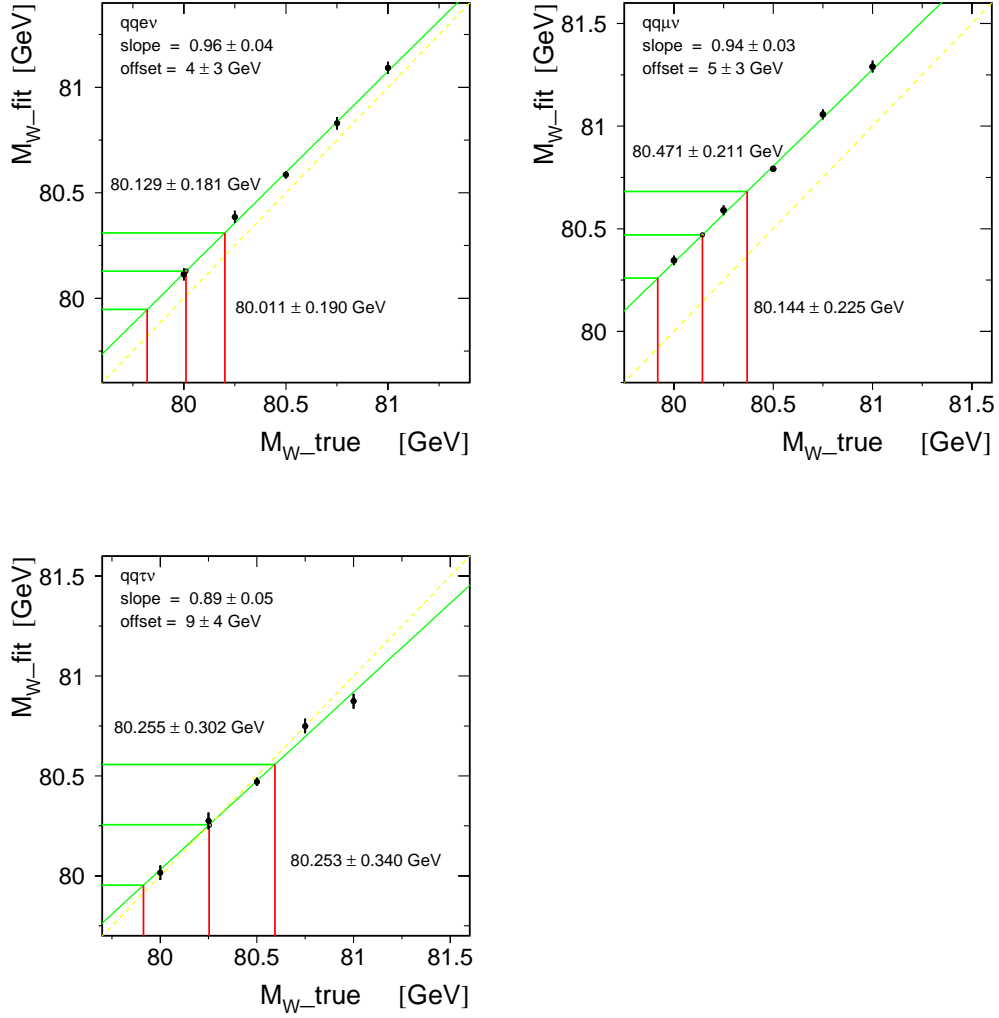 qqeν
slope = 0.96 ± 0.04
offset = 4 ± 3 GeV
M_W_fit [GeV]
81
80.5
80
80.129 ± 0.181 GeV
80.011 ± 0.190 GeV
80
80.5
81
M_W_true [GeV]
qqμν
slope = 0.94 ± 0.03
offset = 5 ± 3 GeV
M_W_fit [GeV]
81.5
81
80.5
80
80.471 ± 0.211 GeV
80.144 ± 0.225 GeV
80
80.5
81
81.5
M_W_true [GeV]
qqτν
slope = 0.89 ± 0.05
offset = 9 ± 4 GeV
M_W_fit [GeV]
81.5
81
80.5
80
80.255 ± 0.302 GeV
80.253 ± 0.340 GeV
80
80.5
81
81.5
M_W_true [GeV]